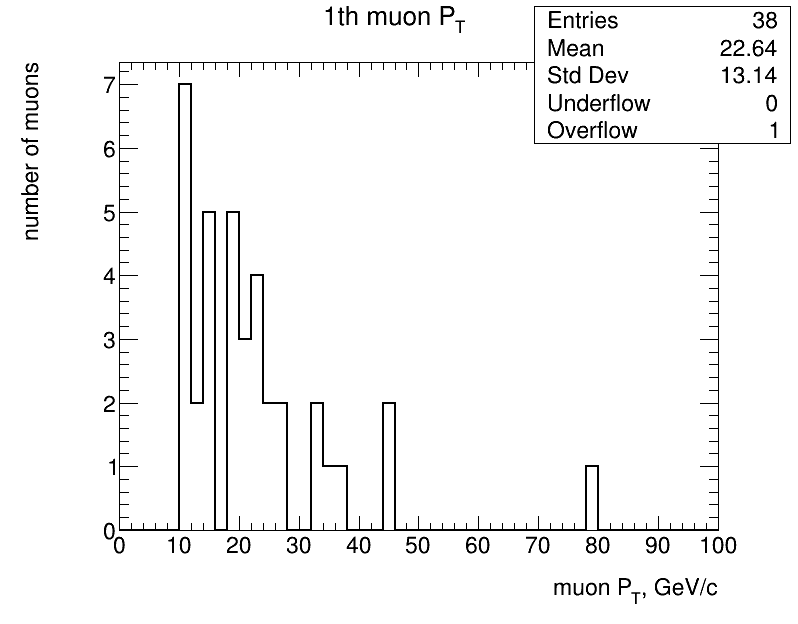 1th muon PT
Entries 38
Mean 22.64
Std Dev 13.14
Underflow 0
Overflow 1
number of muons
7
6
5
4
3
2
1
0
0 10 20 30 40 50 60 70 80 90 100
muon PT, GeV/c